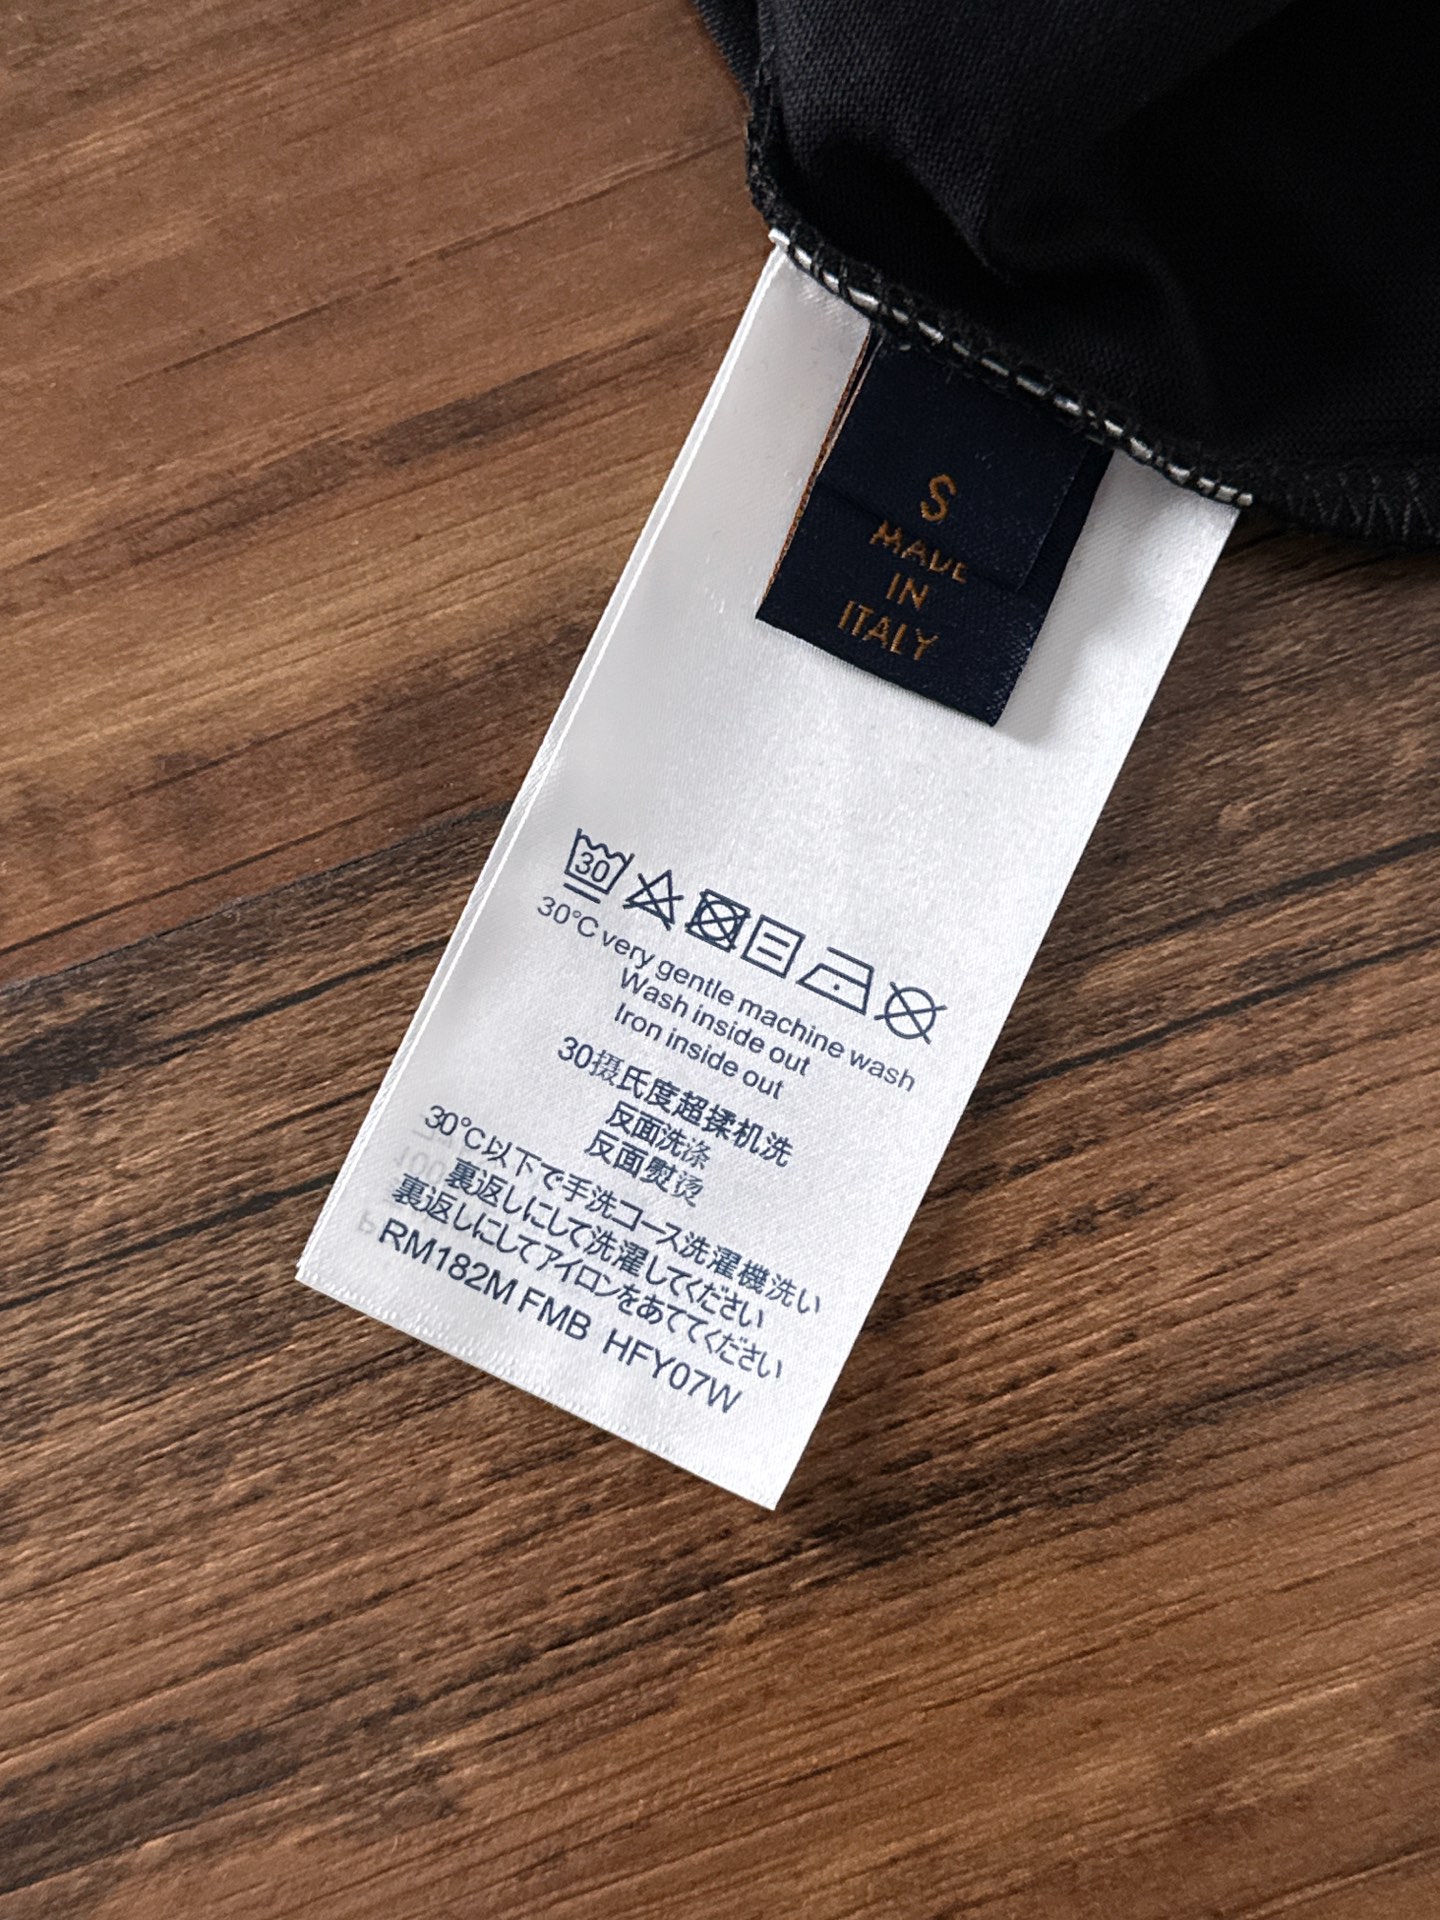 S
MADE
IN
ITALY
30
30°C very gentle machine wash
Wash inside out
Iron inside out
30摄氏度超揉机洗
反面洗涤
反面熨烫
30°C以下で手洗コース洗濯機洗い
裏返しにして洗濯してください
裏返しにしてアイロンをあててください
RM182M FMB HFY07W